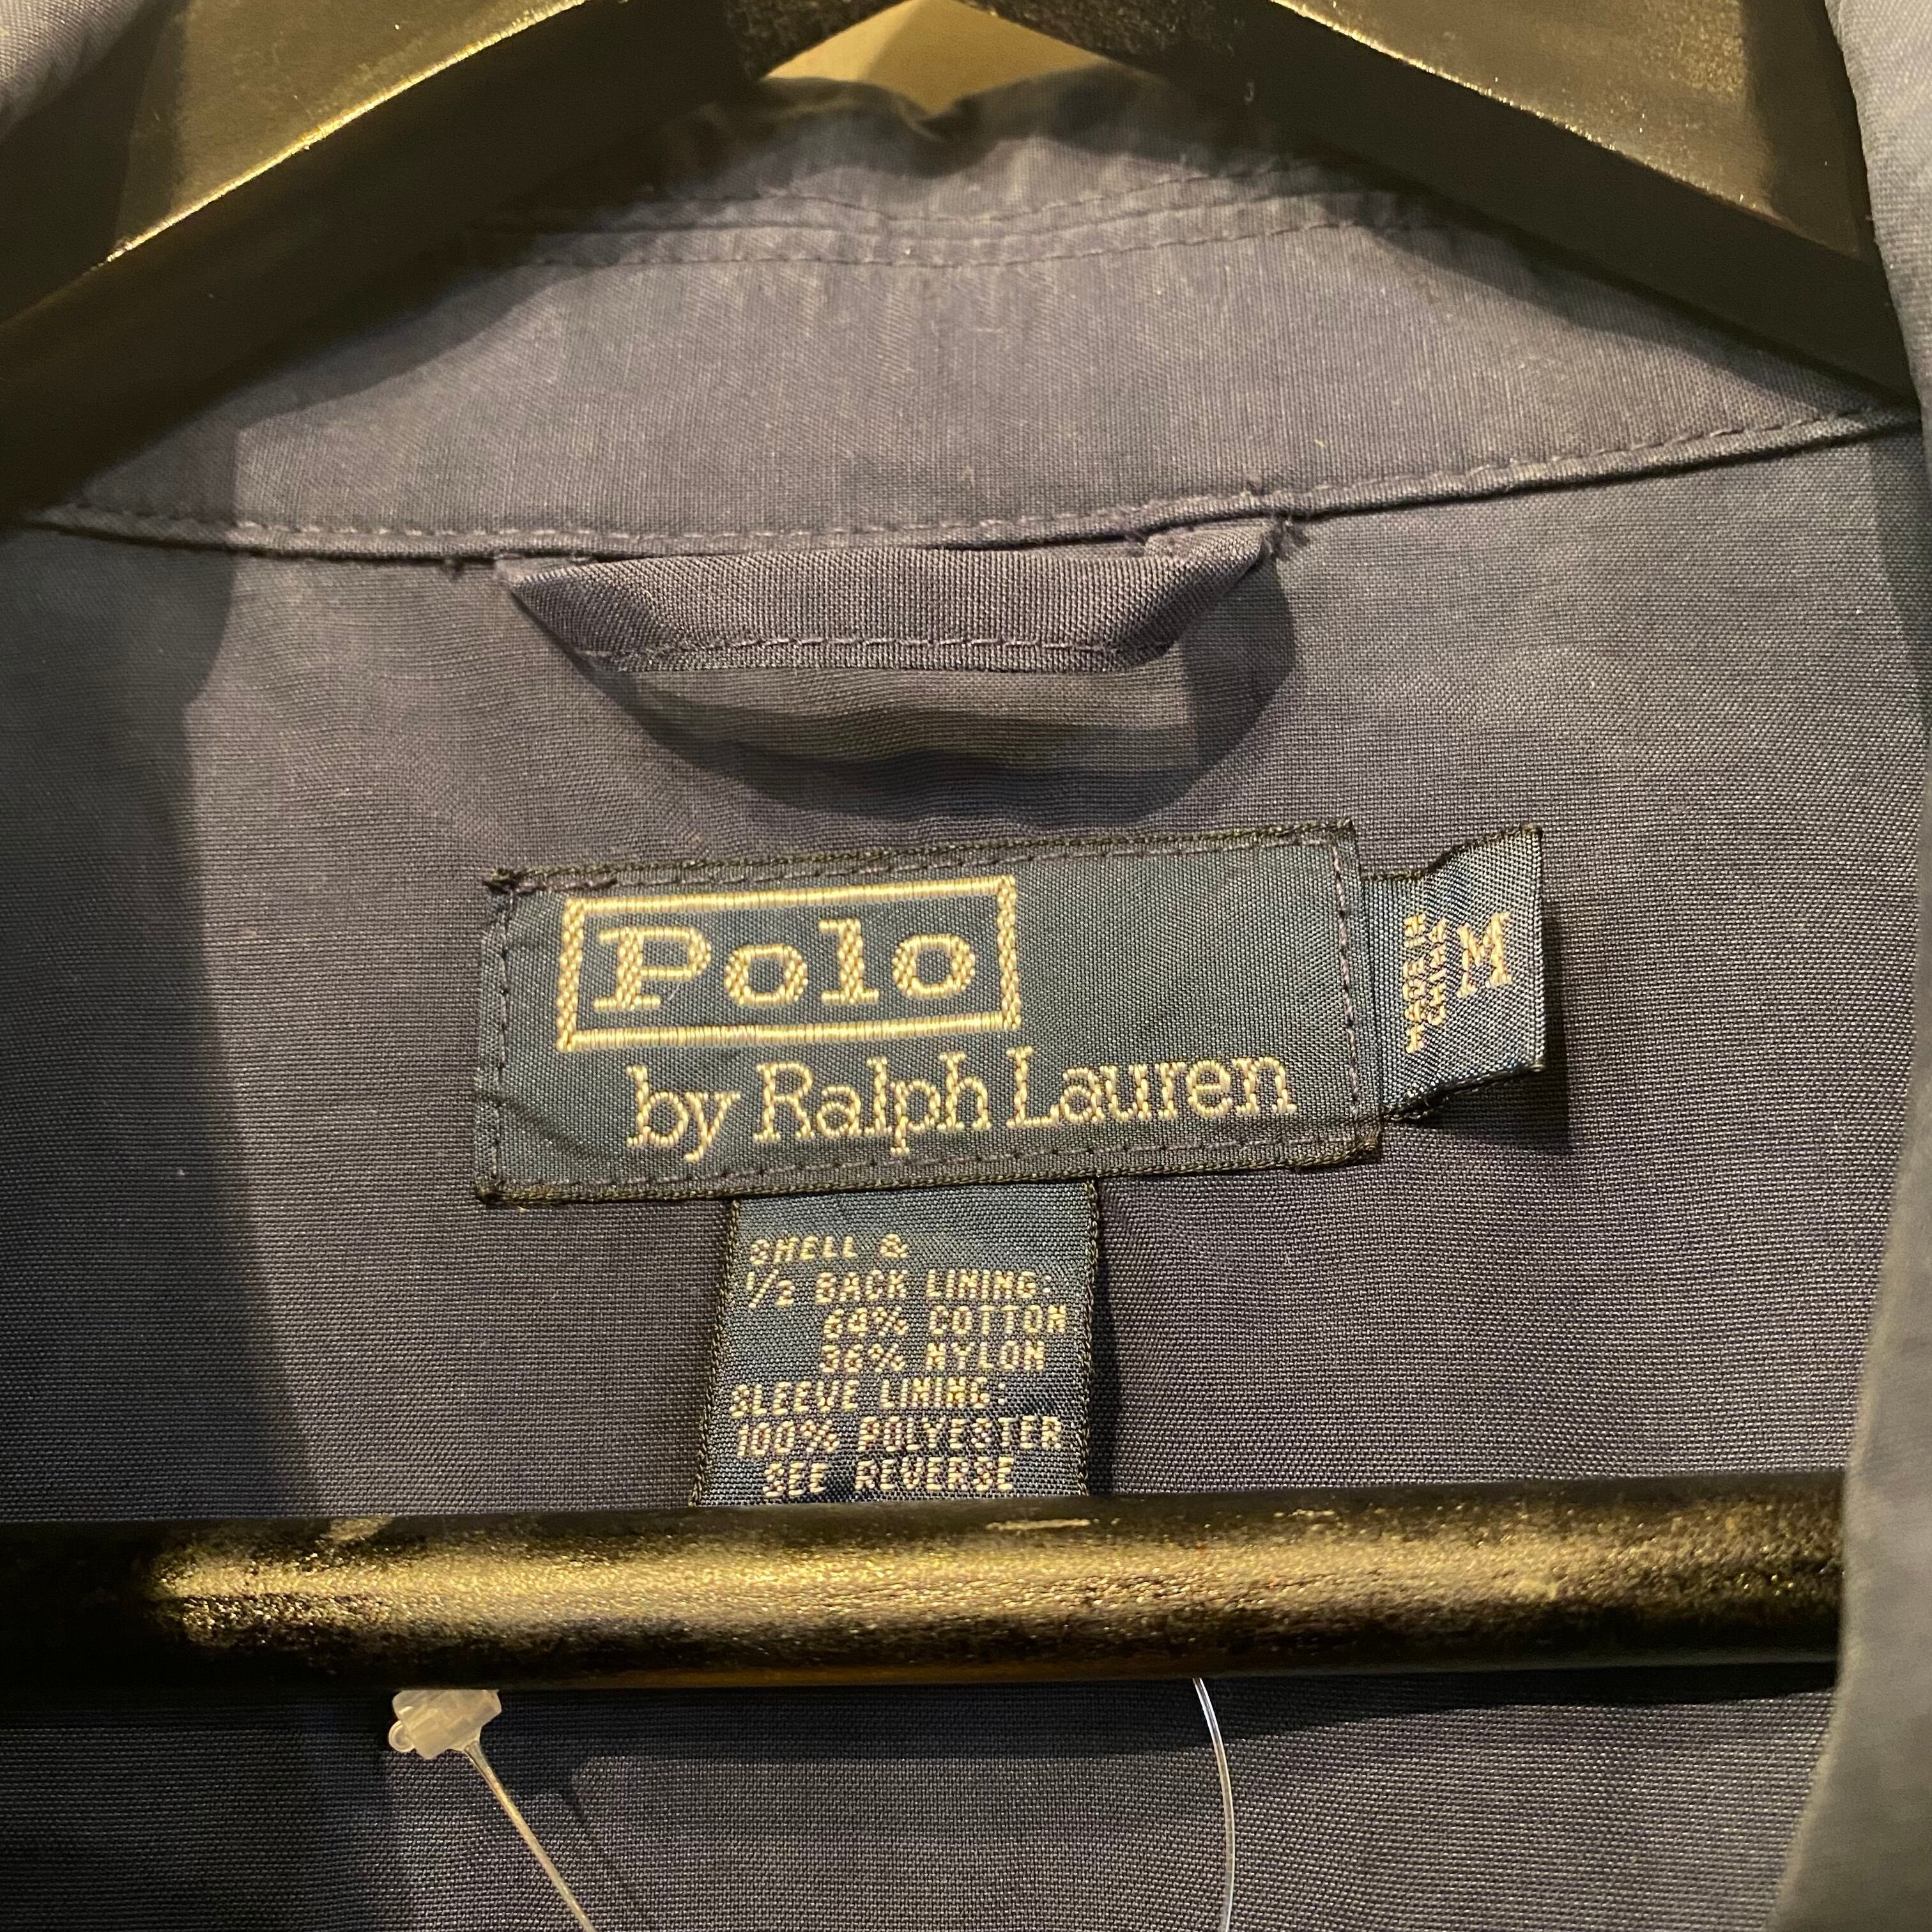 Polo
by Ralph Lauren
M
SHELL &
1/2 BACK LINING:
64% COTTON
36% NYLON
SLEEVE LINING:
100% POLYESTER
SEE REVERSE